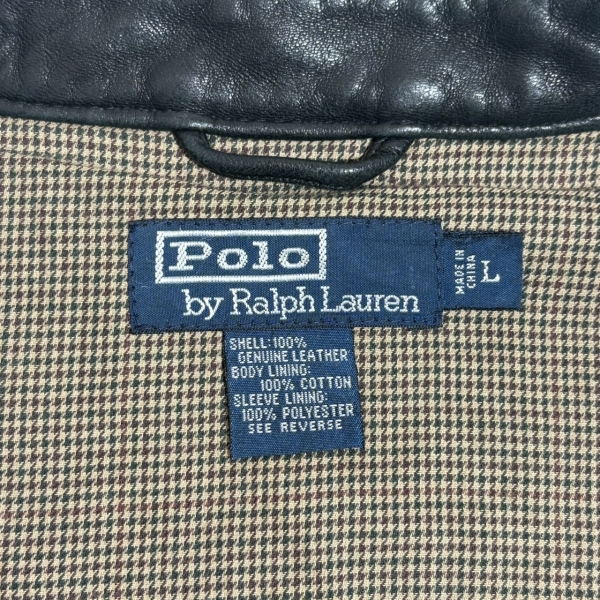 Polo
by Ralph Lauren
MADE IN
CHINA
L
SHELL:100%
GENUINE LEATHER
BODY LINING:
100% COTTON
SLEEVE LINING:
100% POLYESTER
SEE REVERSE